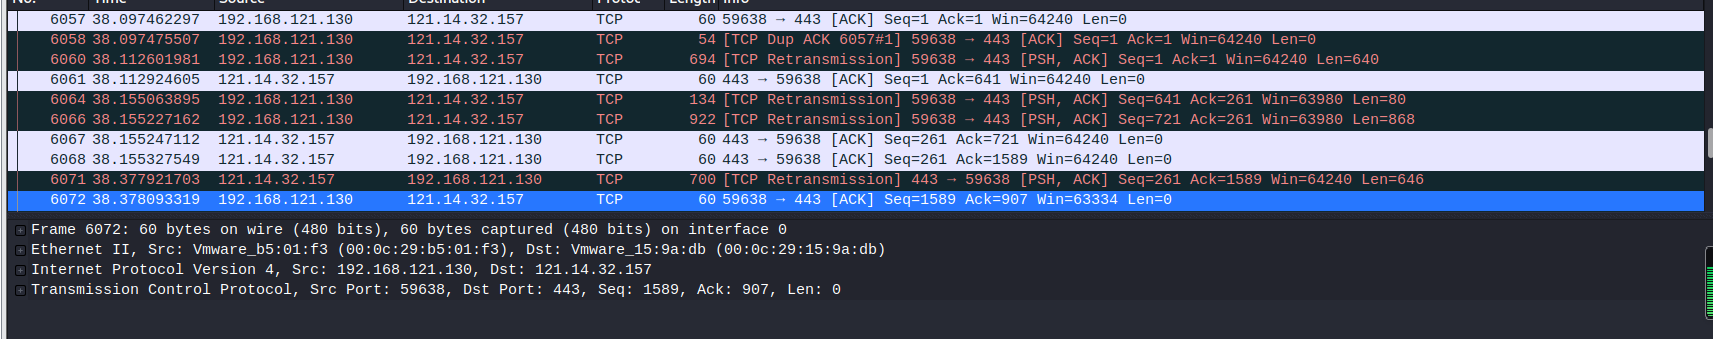 No. Time Source Destination Protoc Length Info
6057 38.097462297 192.168.121.130 121.14.32.157 TCP 60 59638 → 443 [ACK] Seq=1 Ack=1 Win=64240 Len=0
6058 38.097475507 192.168.121.130 121.14.32.157 TCP 54 [TCP Dup ACK 6057#1] 59638 → 443 [ACK] Seq=1 Ack=1 Win=64240 Len=0
6060 38.112601981 192.168.121.130 121.14.32.157 TCP 694 [TCP Retransmission] 59638 → 443 [PSH, ACK] Seq=1 Ack=1 Win=64240 Len=640
6061 38.112924605 121.14.32.157 192.168.121.130 TCP 60 443 → 59638 [ACK] Seq=1 Ack=641 Win=64240 Len=0
6064 38.155063895 192.168.121.130 121.14.32.157 TCP 134 [TCP Retransmission] 59638 → 443 [PSH, ACK] Seq=641 Ack=261 Win=63980 Len=80
6066 38.155227162 192.168.121.130 121.14.32.157 TCP 922 [TCP Retransmission] 59638 → 443 [PSH, ACK] Seq=721 Ack=261 Win=63980 Len=868
6067 38.155247112 121.14.32.157 192.168.121.130 TCP 60 443 → 59638 [ACK] Seq=261 Ack=721 Win=64240 Len=0
6068 38.155327549 121.14.32.157 192.168.121.130 TCP 60 443 → 59638 [ACK] Seq=261 Ack=1589 Win=64240 Len=0
6071 38.377921703 121.14.32.157 192.168.121.130 TCP 700 [TCP Retransmission] 443 → 59638 [PSH, ACK] Seq=261 Ack=1589 Win=64240 Len=646
6072 38.378093319 192.168.121.130 121.14.32.157 TCP 60 59638 → 443 [ACK] Seq=1589 Ack=907 Win=63334 Len=0
Frame 6072: 60 bytes on wire (480 bits), 60 bytes captured (480 bits) on interface 0
Ethernet II, Src: Vmware_b5:01:f3 (00:0c:29:b5:01:f3), Dst: Vmware_15:9a:db (00:0c:29:15:9a:db)
Internet Protocol Version 4, Src: 192.168.121.130, Dst: 121.14.32.157
Transmission Control Protocol, Src Port: 59638, Dst Port: 443, Seq: 1589, Ack: 907, Len: 0